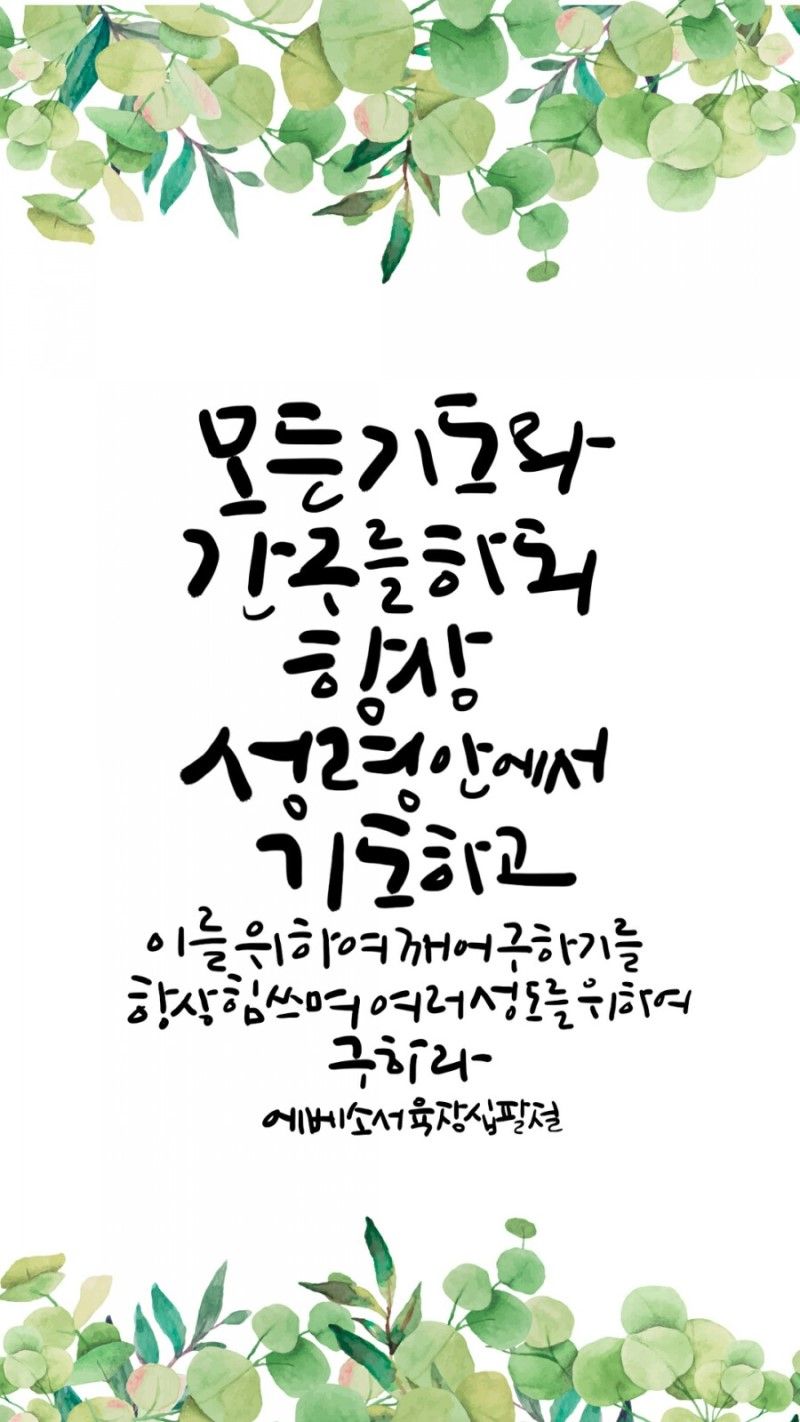 모든기도와
간구를하되
항상
성령안에서
기도하고
이를위하여깨어구하기를
항상힘쓰며 여러성도를위하여
구하라
에베소서육장십팔절